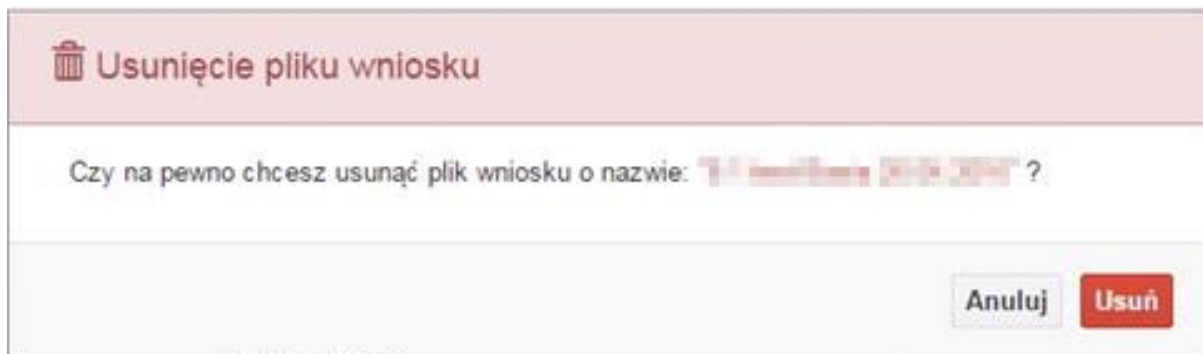 Usunięcie pliku wniosku
Czy na pewno chcesz usunąć plik wniosku o nazwie: ?
Anuluj Usuń